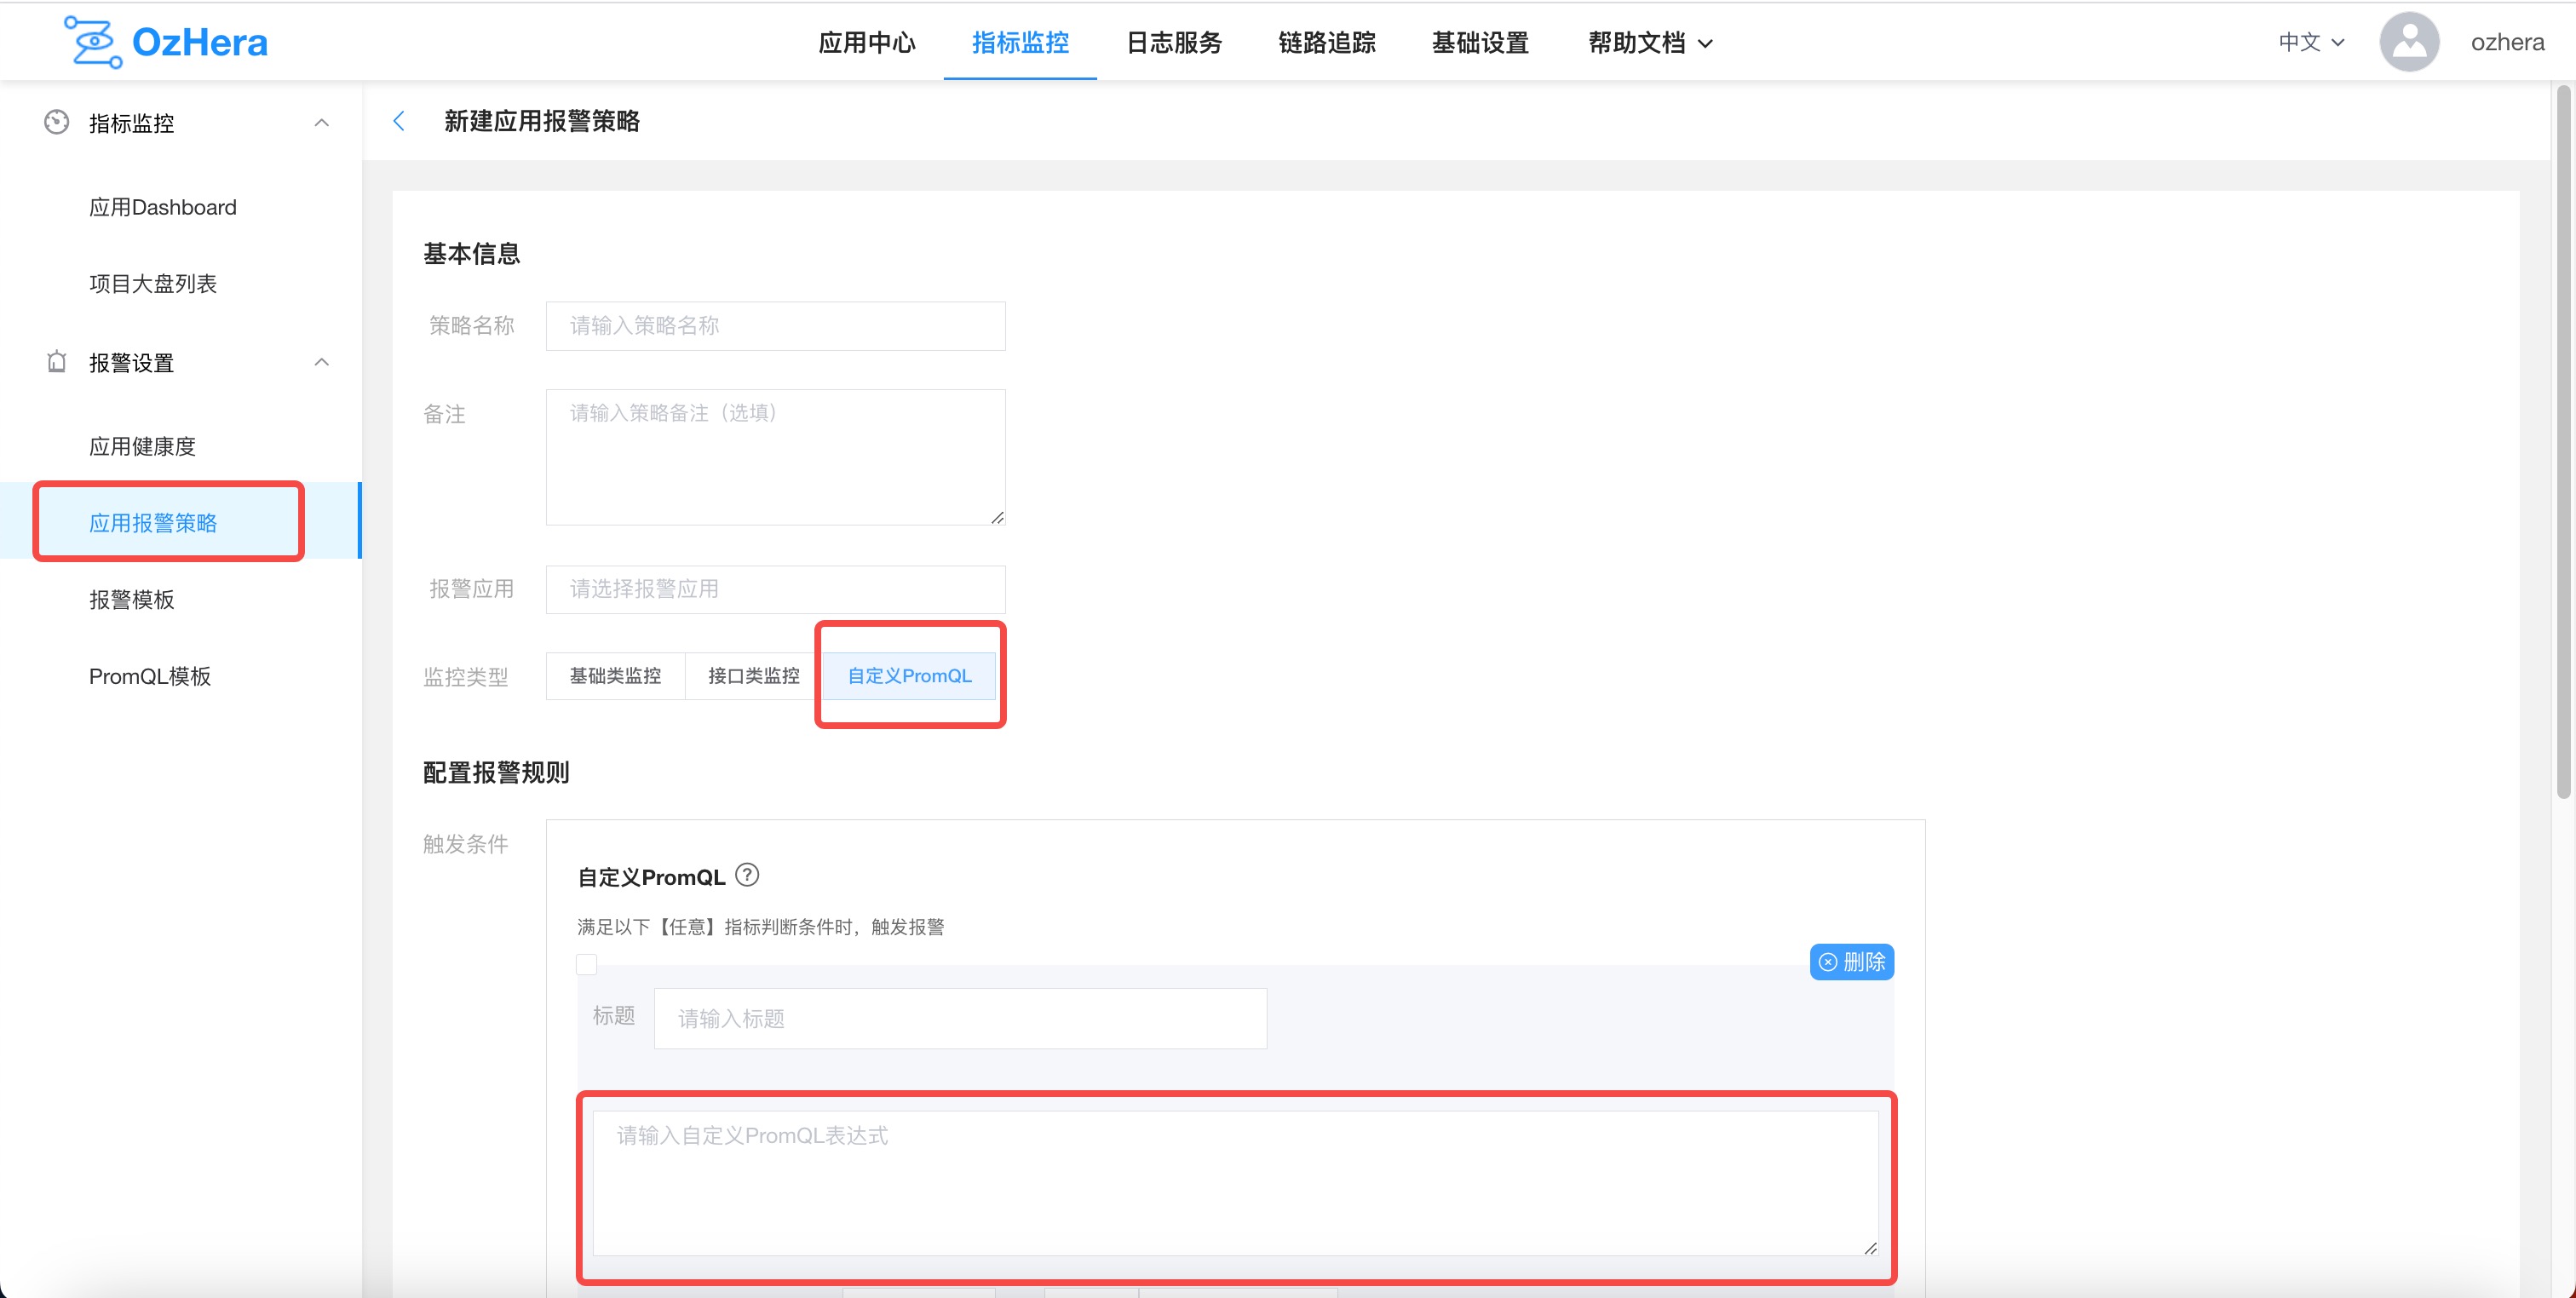 OzHera
应用中心 指标监控 日志服务 链路追踪 基础设置 帮助文档
中文 ozhera
指标监控
应用Dashboard
项目大盘列表
报警设置
应用健康度
应用报警策略
报警模板
PromQL模板
新建应用报警策略
基本信息
策略名称 请输入策略名称
备注 请输入策略备注（选填）
报警应用 请选择报警应用
监控类型 基础类监控 接口类监控 自定义PromQL
配置报警规则
触发条件
自定义PromQL ?
满足以下【任意】指标判断条件时，触发报警
删除
标题 请输入标题
请输入自定义PromQL表达式